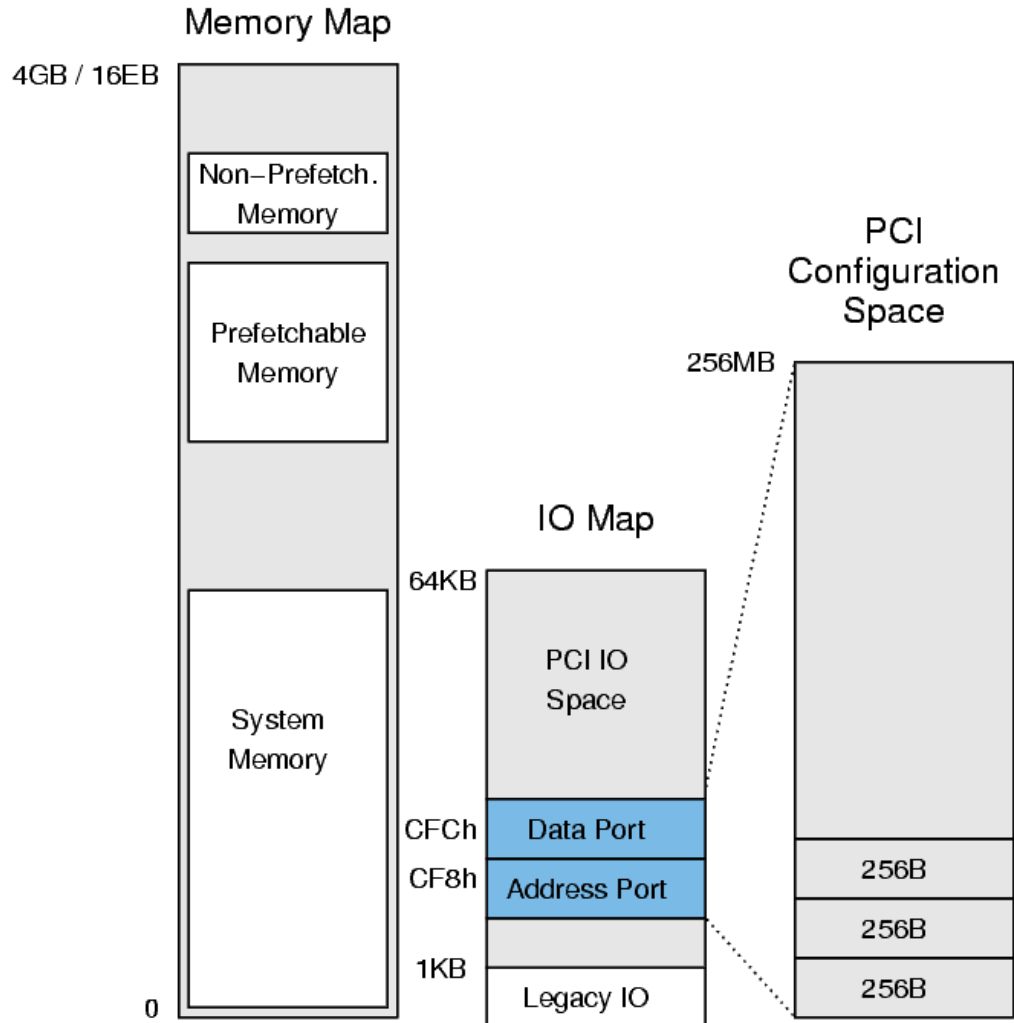 Memory Map
4GB / 16EB
Non-Prefetch.
Memory
Prefetchable
Memory
System
Memory
0
IO Map
64KB
PCI IO
Space
CFCh
Data Port
CF8h
Address Port
1KB
Legacy IO
PCI
Configuration
Space
256MB
256B
256B
256B